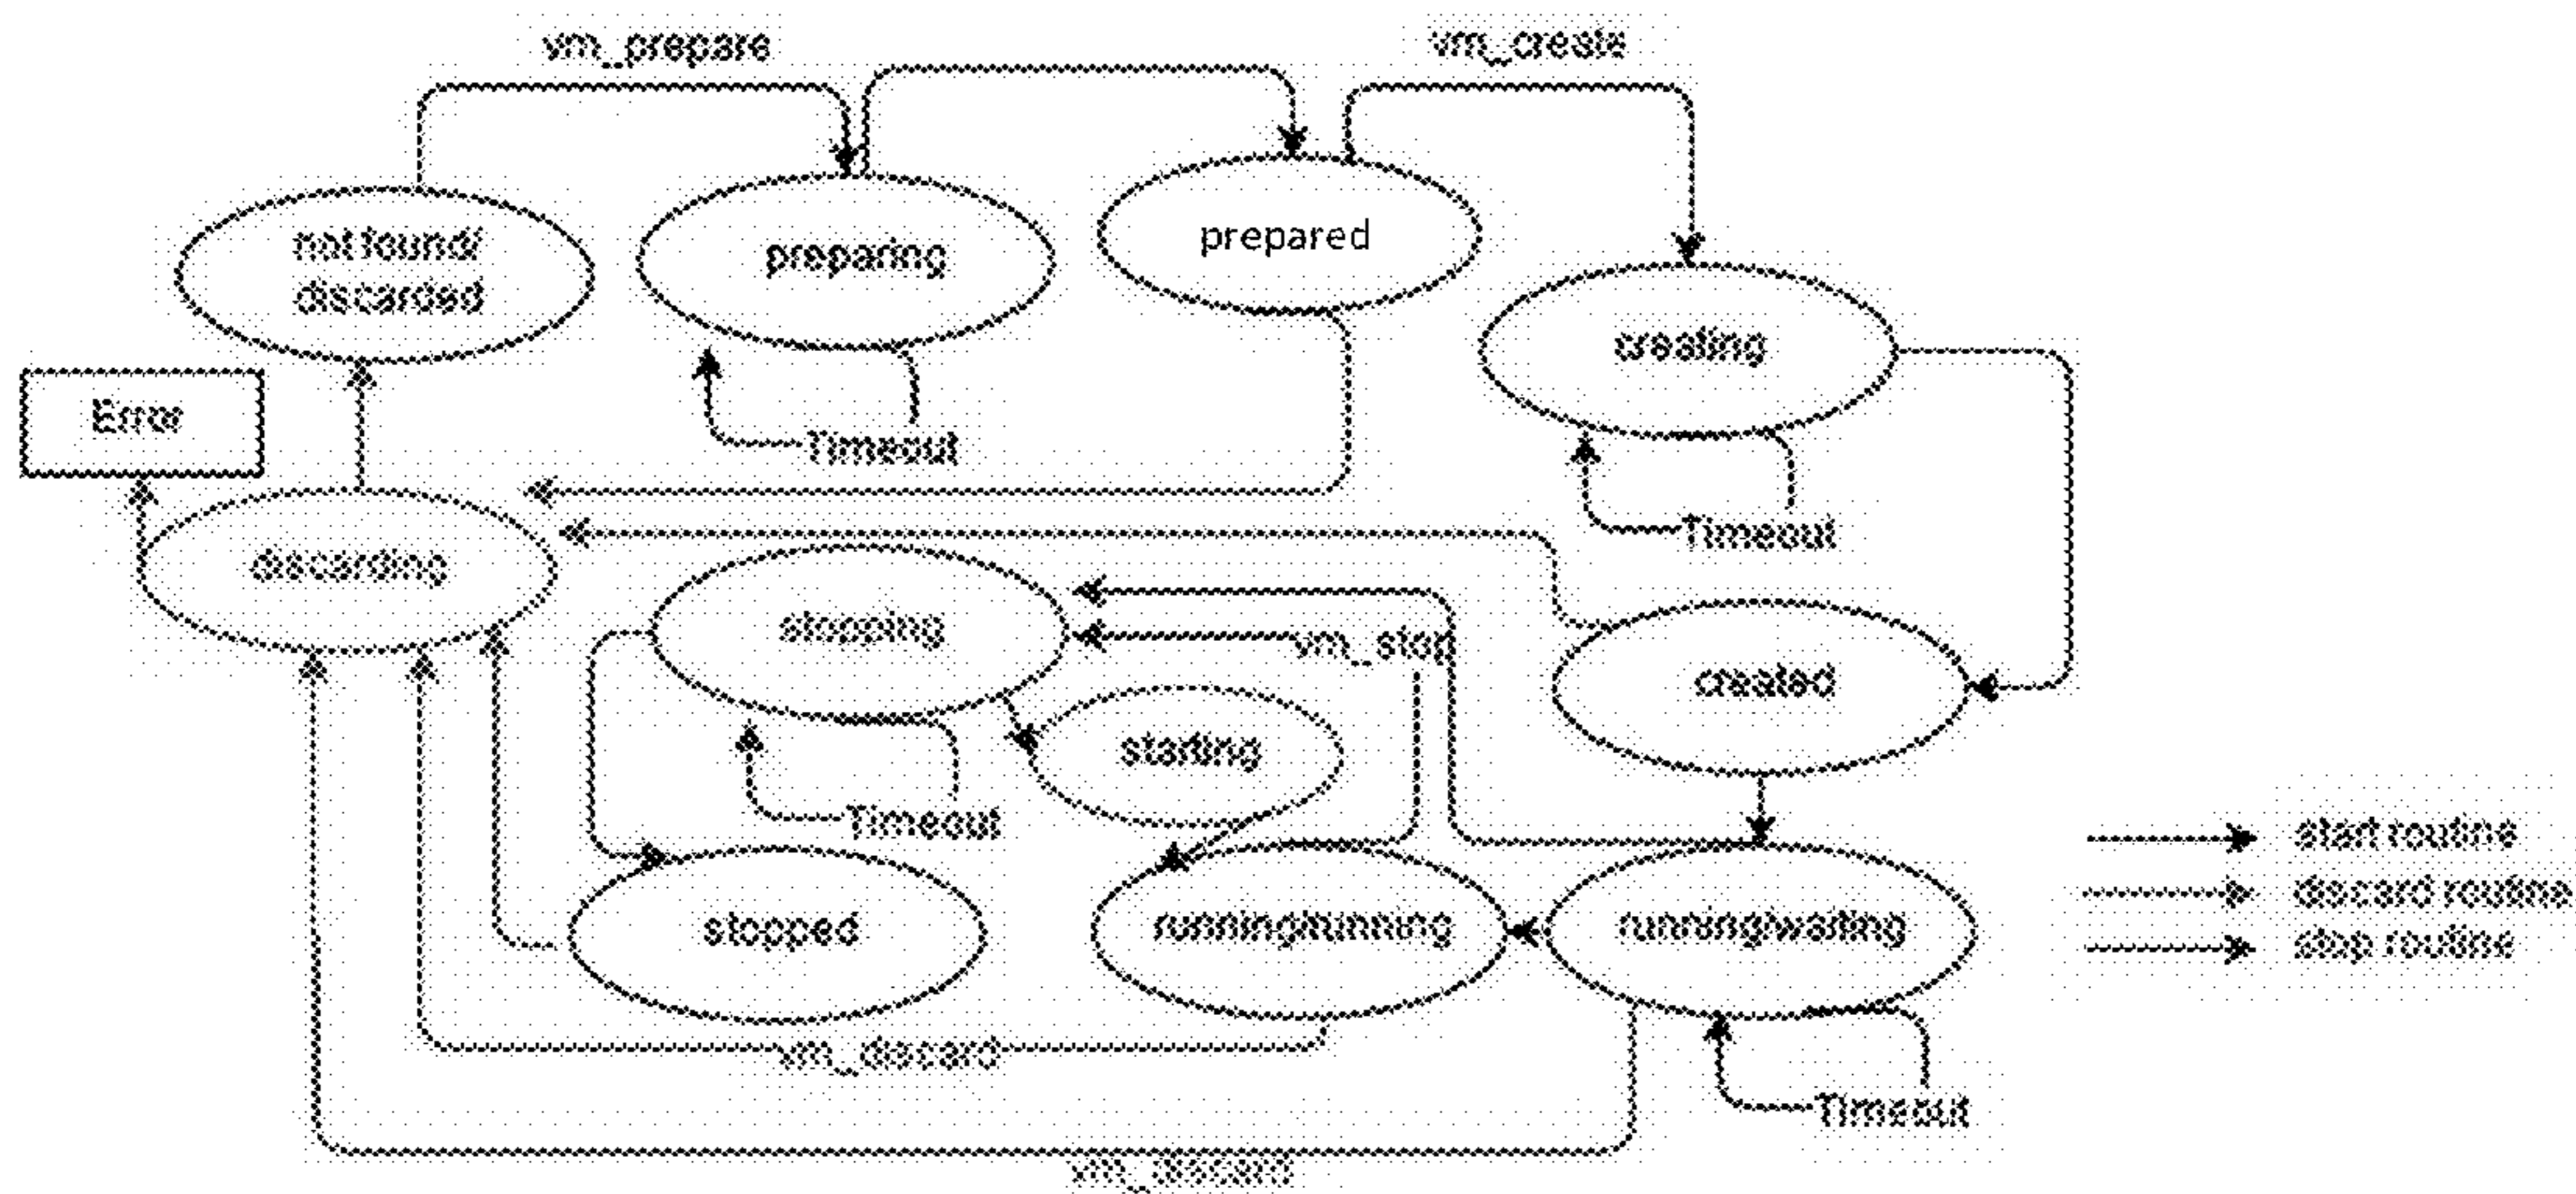 vm_prepare
vm_create
not found/
discarded
preparing
prepared
creating
Error
Timeout
Timeout
discarding
stopping
vm_stop
created
starting
Timeout
start routine
discard routine
stop routine
stopped
running/running
running/waiting
vm_discard
Timeout
vm_discard